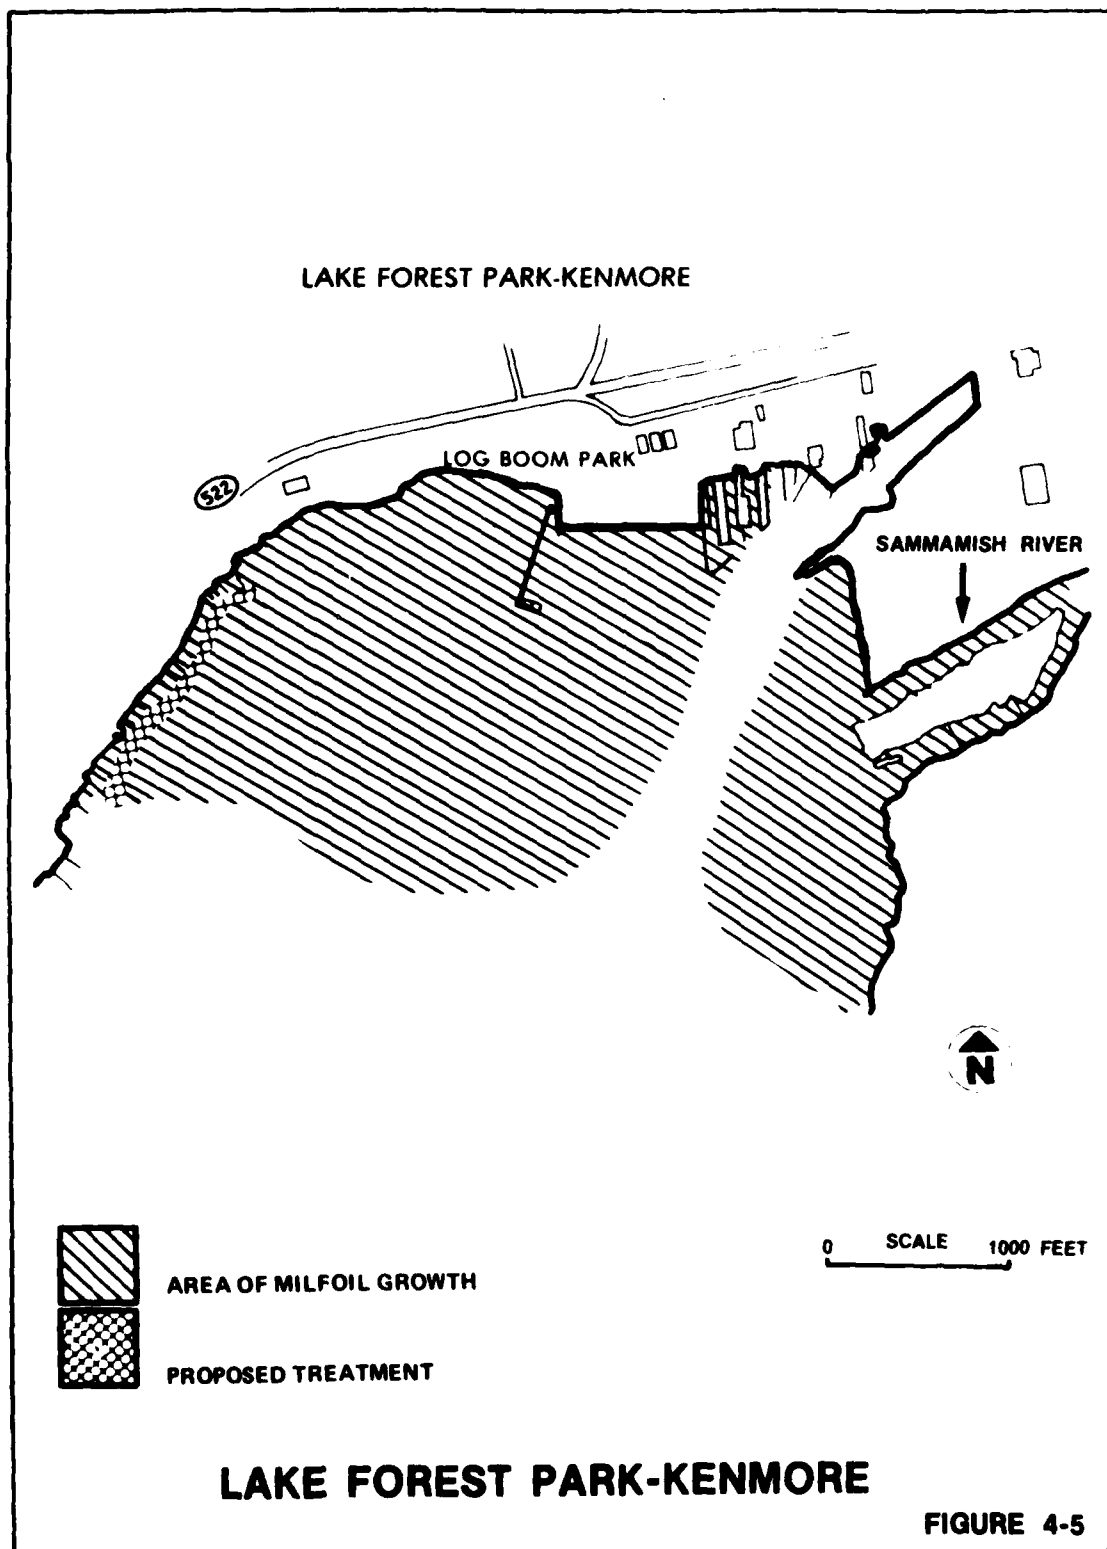 LAKE FOREST PARK-KENMORE
LOG BOOM PARK
522
SAMMAMISH RIVER
N
0 SCALE 1000 FEET
AREA OF MILFOIL GROWTH
PROPOSED TREATMENT
LAKE FOREST PARK-KENMORE
FIGURE 4-5